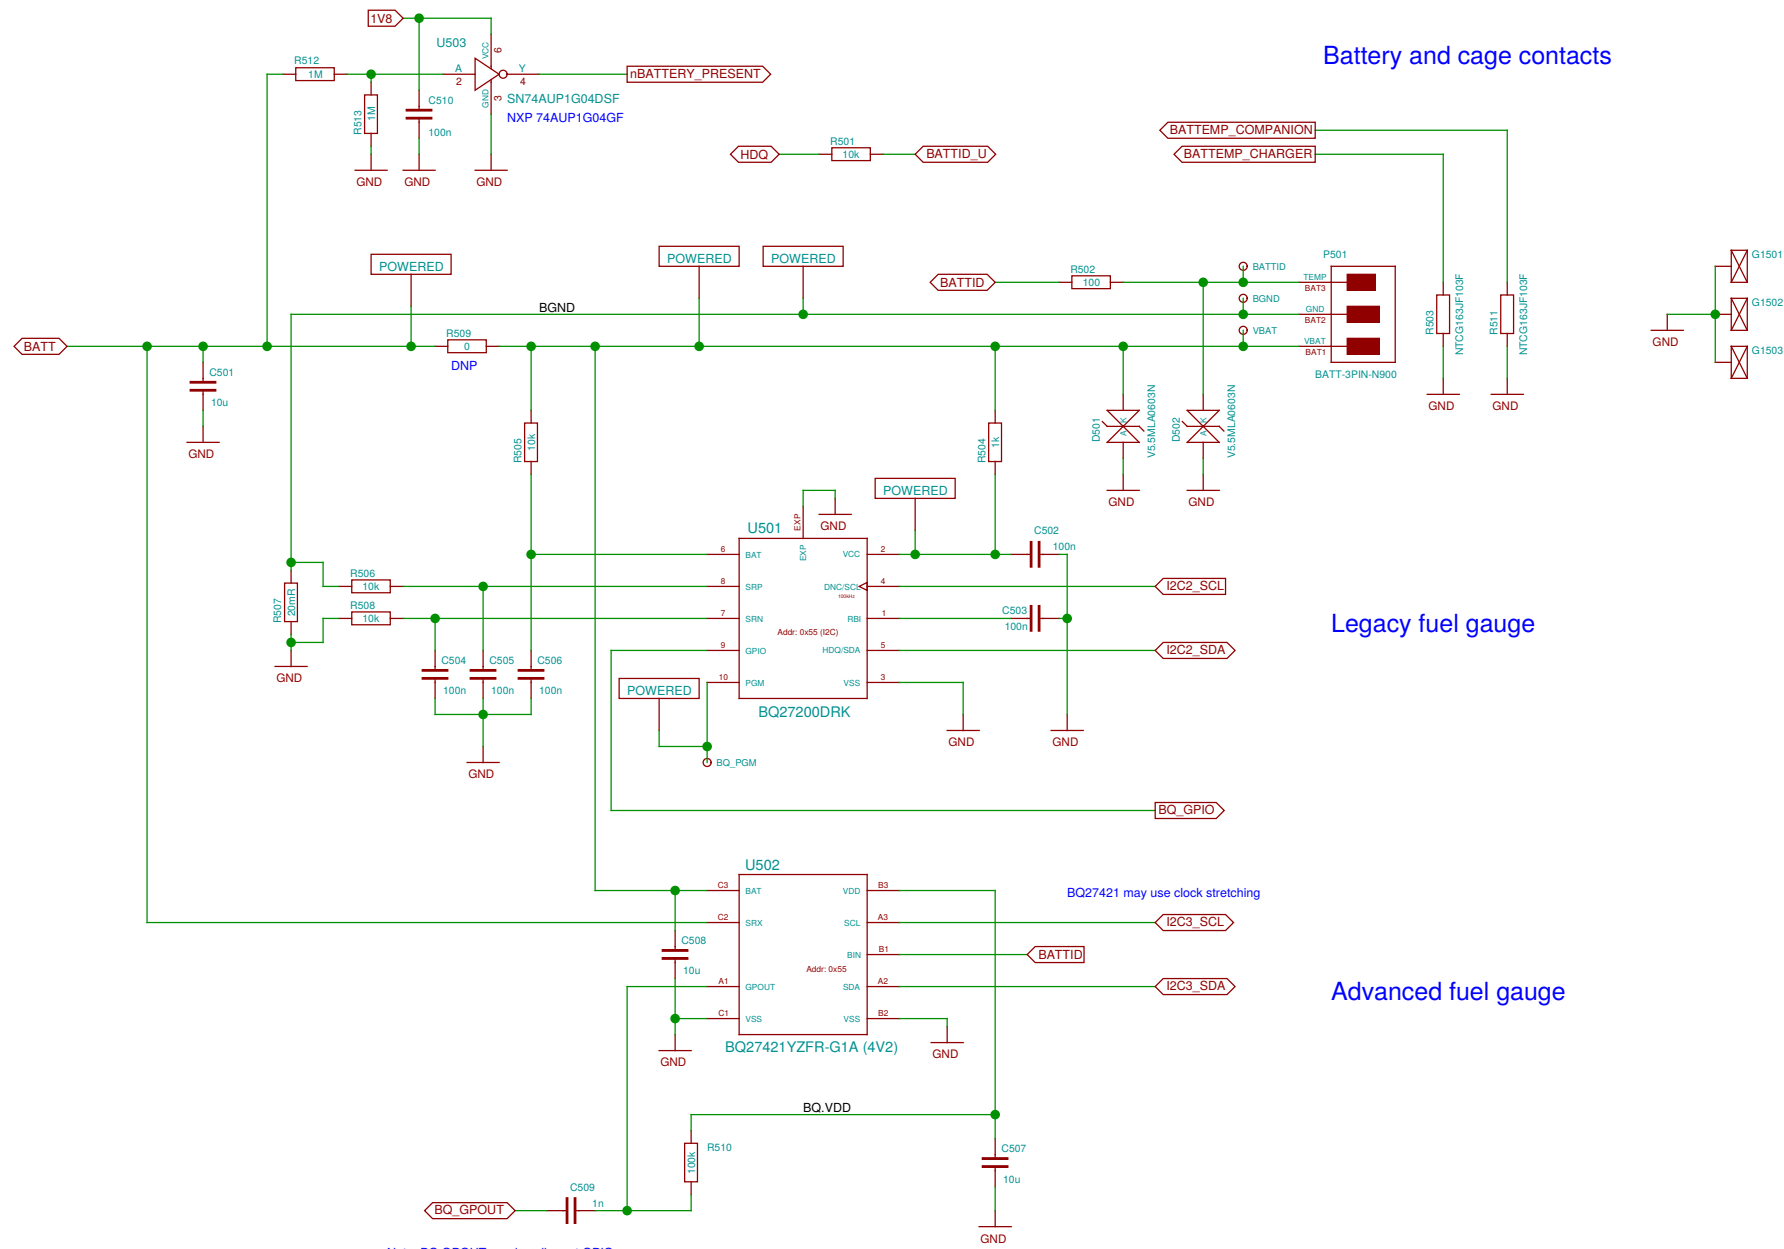 1V8
U503
VCC
6
R512
1M
A
2
Y
4
nBATTERY_PRESENT
GND
3
SN74AUP1G04DSF
NXP 74AUP1G04GF
C510
100n
R513
1M
GND
GND
GND
Battery and cage contacts
HDQ
R501
10k
BATTID_U
BATTEMP_COMPANION
BATTEMP_CHARGER
POWERED
POWERED
POWERED
BATTID
R502
100
BATTID
BGND
VBAT
P501
TEMP
BAT3
GND
BAT2
VBAT
BAT1
BATT-3PIN-N900
R503
NTCG163JF103F
R511
NTCG163JF103F
GND
GND
G1501
G1502
G1503
GND
BGND
BATT
R509
0
DNP
C501
10u
GND
R505
10k
R504
1k
D501
V5.5MLA0603N
D502
V5.5MLA0603N
GND
GND
POWERED
U501
EXP
EXP
GND
C502
100n
6
BAT
VCC
2
8
SRP
DNC/SCL
4
100kHz
I2C2_SCL
7
SRN
RBI
1
C503
100n
Addr: 0x55 (I2C)
9
GPIO
HDQ/SDA
5
I2C2_SDA
10
PGM
VSS
3
BQ27200DRK
Legacy fuel gauge
R506
10k
R507
20mR
R508
10k
GND
C504
100n
C505
100n
C506
100n
GND
POWERED
BQ_PGM
GND
GND
BQ_GPIO
U502
C3
BAT
VDD
B3
BQ27421 may use clock stretching
C2
SRX
SCL
A3
I2C3_SCL
C508
10u
BIN
B1
BATTID
Addr: 0x55
A1
GPOUT
SDA
A2
I2C3_SDA
C1
VSS
VSS
B2
GND
GND
BQ27421YZFR-G1A (4V2)
Advanced fuel gauge
BQ.VDD
R510
100k
C507
10u
GND
C509
1n
BQ_GPOUT